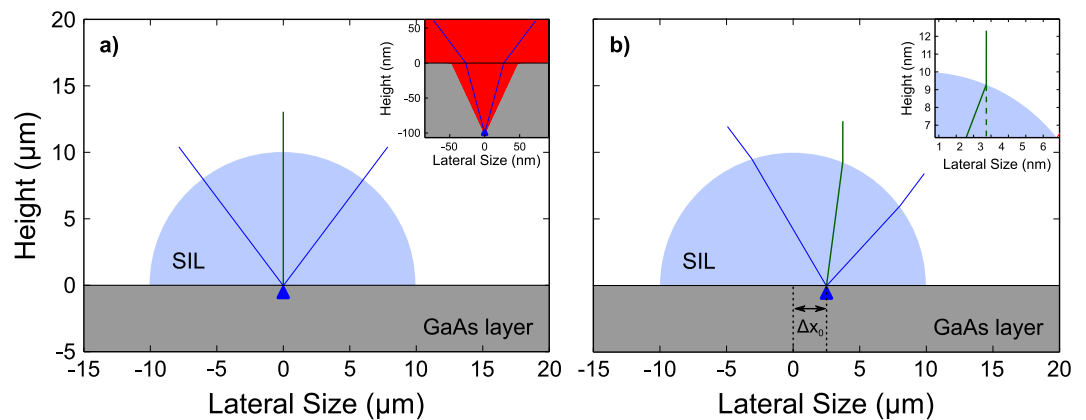 a)
Height (µm)
20
15
10
5
0
-5
-15
-10
-5
0
5
10
15
20
Lateral Size (µm)
SIL
GaAs layer
Height (nm)
50
0
-50
-100
-50
0
50
Lateral Size (nm)
b)
-15
-10
-5
0
5
10
15
20
Lateral Size (µm)
SIL
GaAs layer
Δx₀
Height (nm)
12
11
10
9
8
7
1
2
3
4
5
6
Lateral Size (nm)